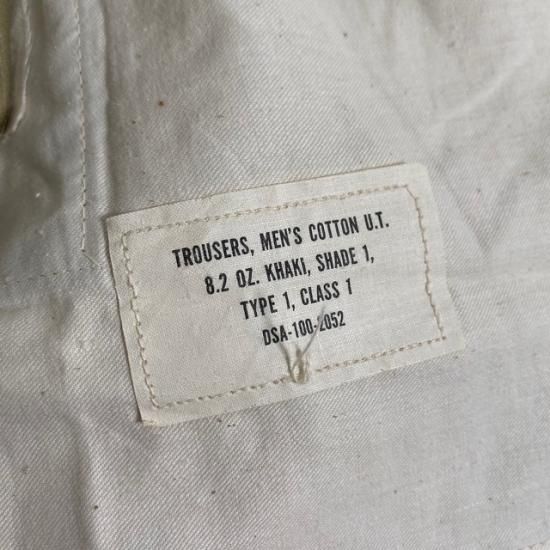 TROUSERS, MEN'S COTTON U.T.
8.2 OZ. KHAKI, SHADE 1,
TYPE 1, CLASS 1
DSA-100-2052